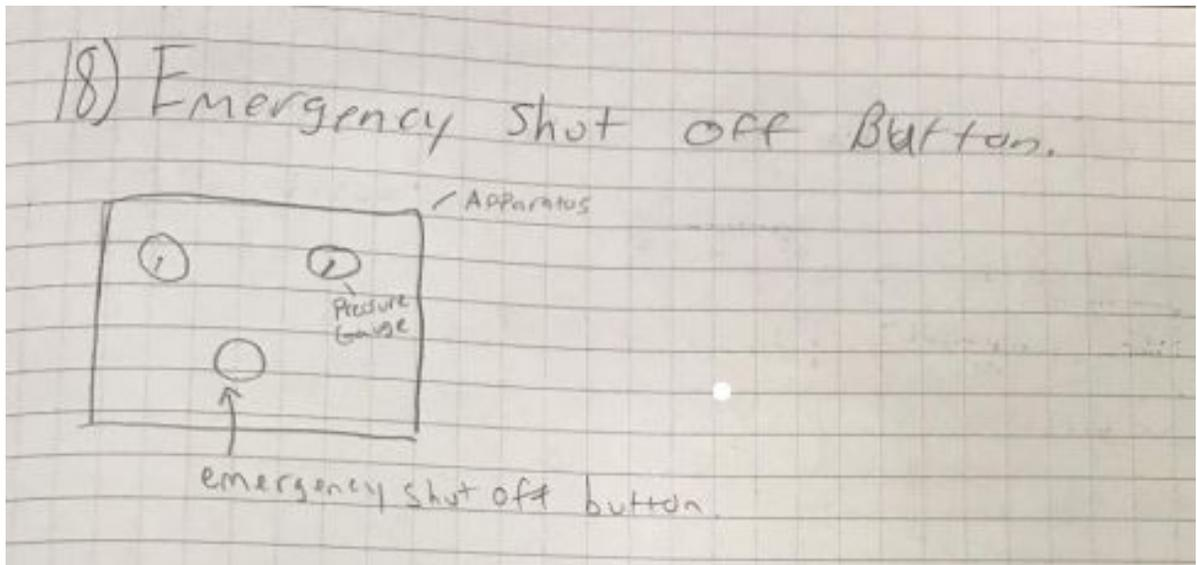 18) Emergency Shut off Button.
Apparatus
Pressure
Gauge
emergency shut off button.